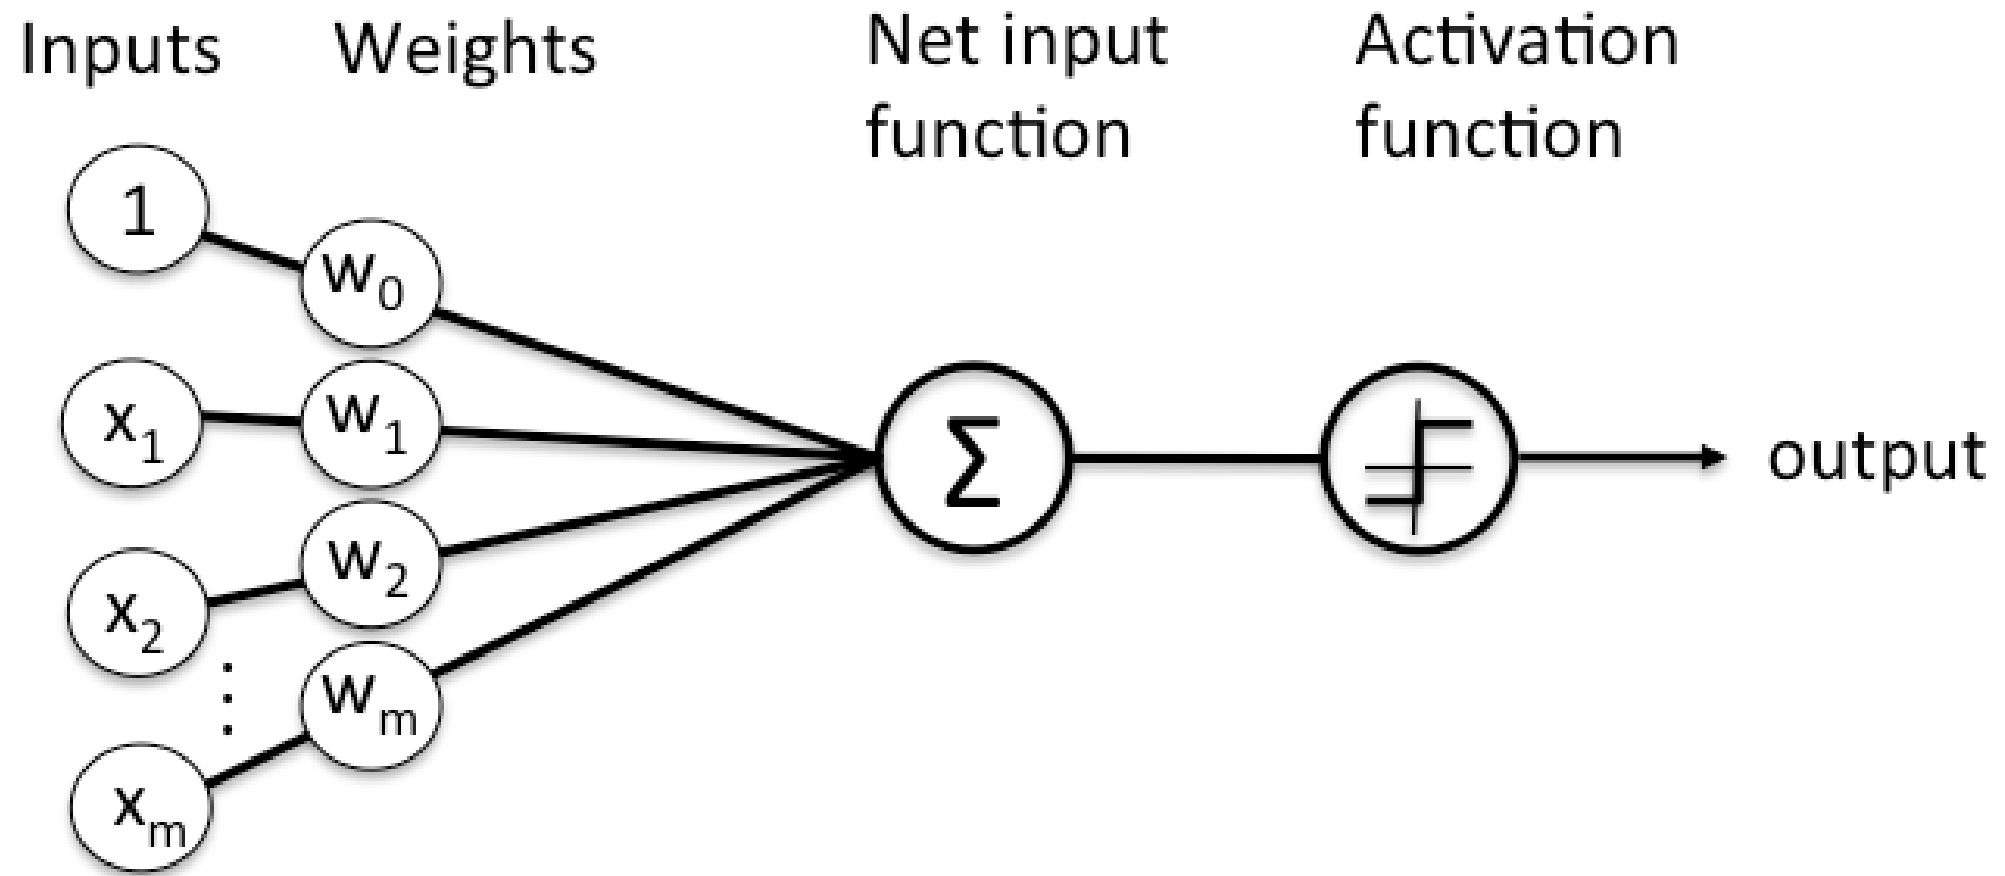 Inputs Weights Net input function Activation function
1
w₀
x₁ w₁
Σ
output
x₂ w₂
⋮
xₘ wₘ